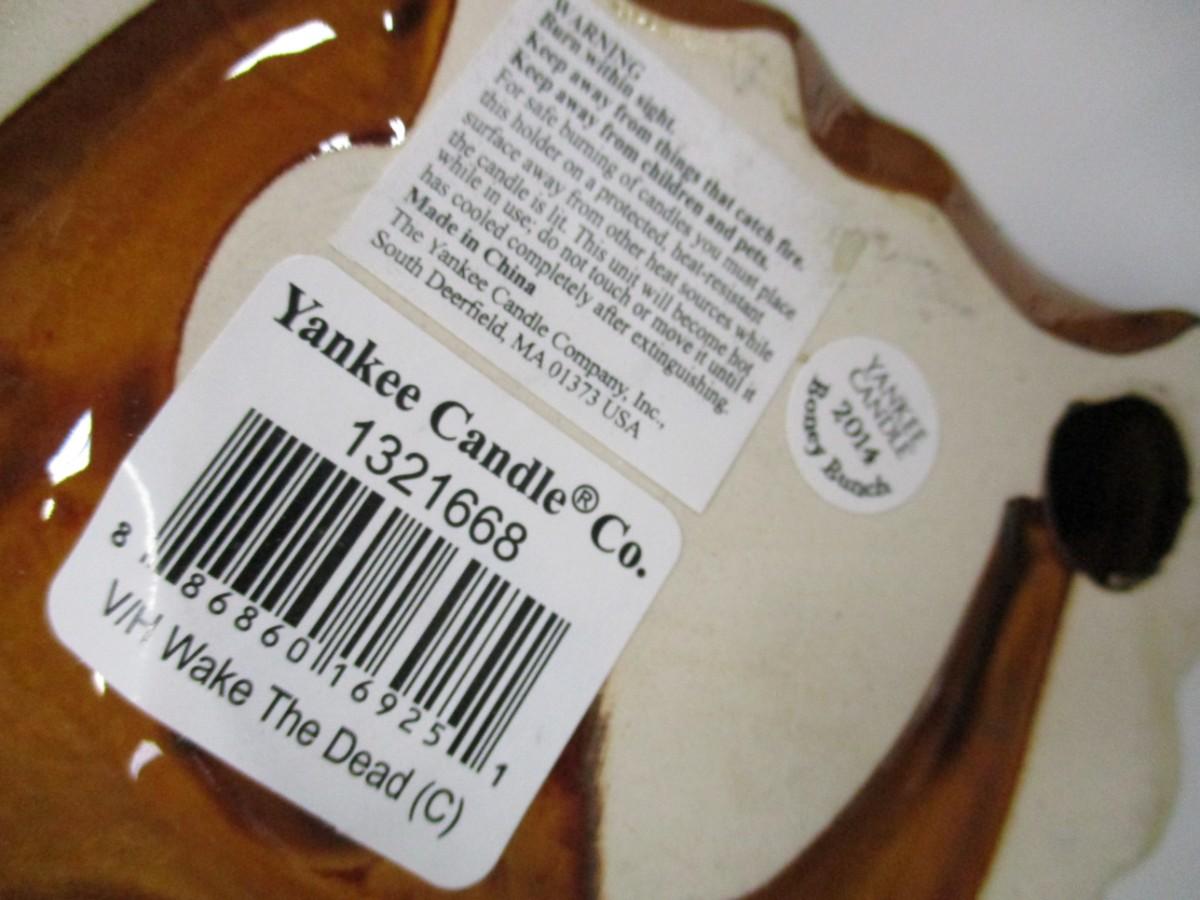 WARNING
Burn within sight.
Keep away from things that catch fire.
Keep away from children and pets.
For safe burning of candles you must place
this holder on a protected, heat-resistant
surface away from other heat sources while
the candle is lit. This unit will become hot
while in use; do not touch or move it until it
has cooled completely after extinguishing.
Made in China
The Yankee Candle Company, Inc.,
South Deerfield, MA 01373 USA
YANKEE
CANDLE
2014
Boney Bunch
Yankee Candle® Co.
1321668
8 86860 16925 1
V/H Wake The Dead (C)